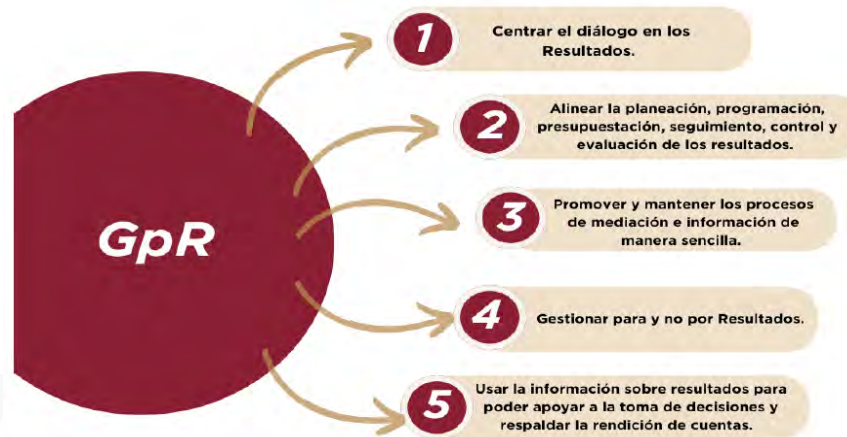 GpR
1
Centrar el diálogo en los
Resultados.
2
Alinear la planeación, programación,
presupuestación, seguimiento, control y
evaluación de los resultados.
3
Promover y mantener los procesos
de mediación e información de
manera sencilla.
4
Gestionar para y no por Resultados.
5
Usar la información sobre resultados para
poder apoyar a la toma de decisiones y
respaldar la rendición de cuentas.